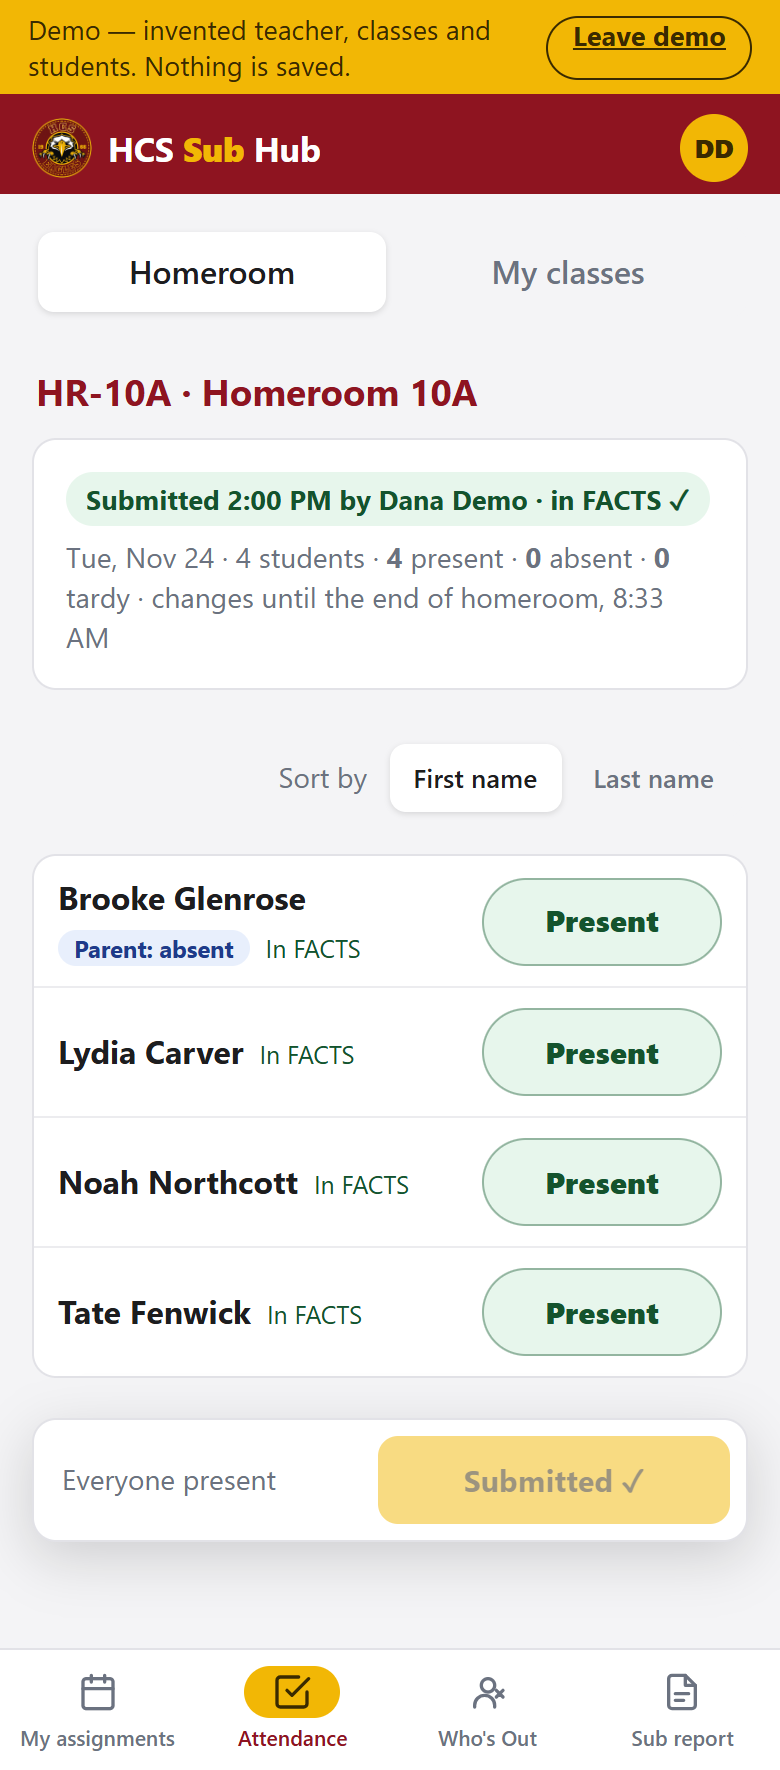 Demo — invented teacher, classes and
students. Nothing is saved.
Leave demo
HCS Sub Hub
DD
Homeroom
My classes
HR-10A · Homeroom 10A
Submitted 2:00 PM by Dana Demo · in FACTS ✓
Tue, Nov 24 · 4 students · 4 present · 0 absent · 0
tardy · changes until the end of homeroom, 8:33
AM
Sort by
First name
Last name
Brooke Glenrose
Parent: absent
In FACTS
Present
Lydia Carver In FACTS
Present
Noah Northcott In FACTS
Present
Tate Fenwick In FACTS
Present
Everyone present
Submitted ✓
My assignments
Attendance
Who's Out
Sub report